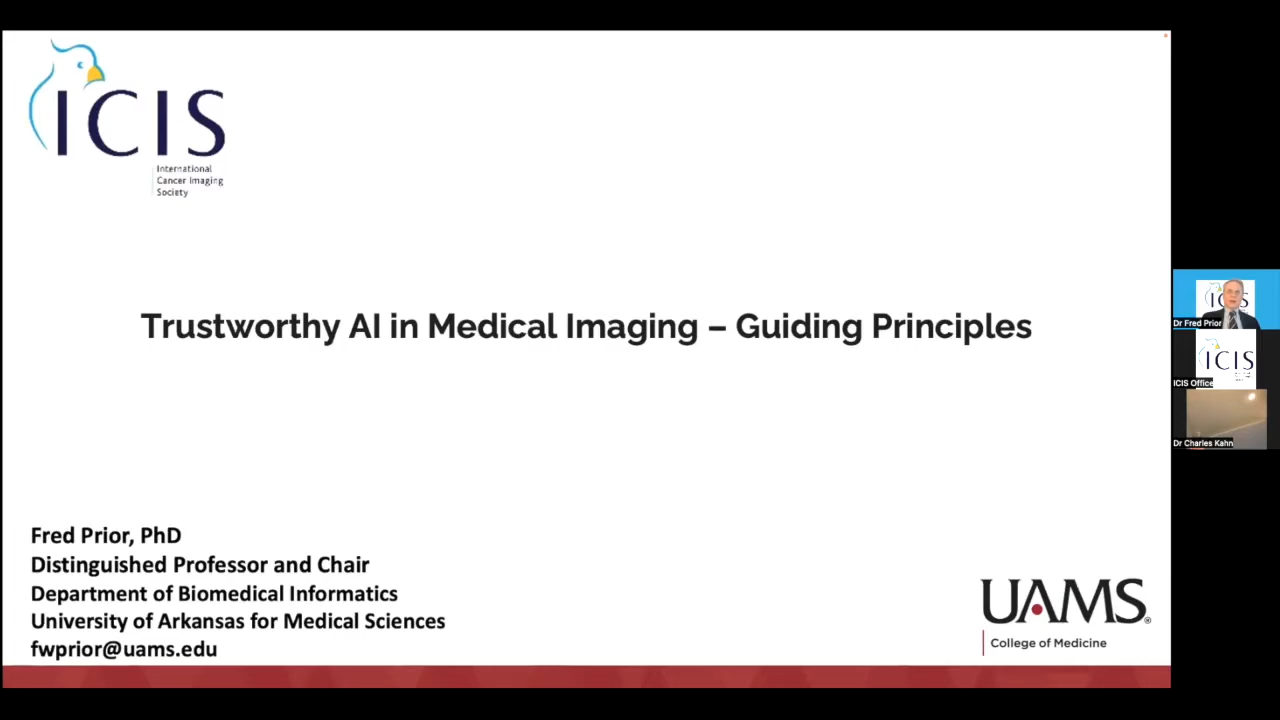 ICIS
International
Cancer Imaging
Society
Trustworthy AI in Medical Imaging – Guiding Principles
Fred Prior, PhD
Distinguished Professor and Chair
Department of Biomedical Informatics
University of Arkansas for Medical Sciences
fwprior@uams.edu
UAMS®
College of Medicine
Dr Fred Prior
ICIS
ICIS Office
Dr Charles Kahn